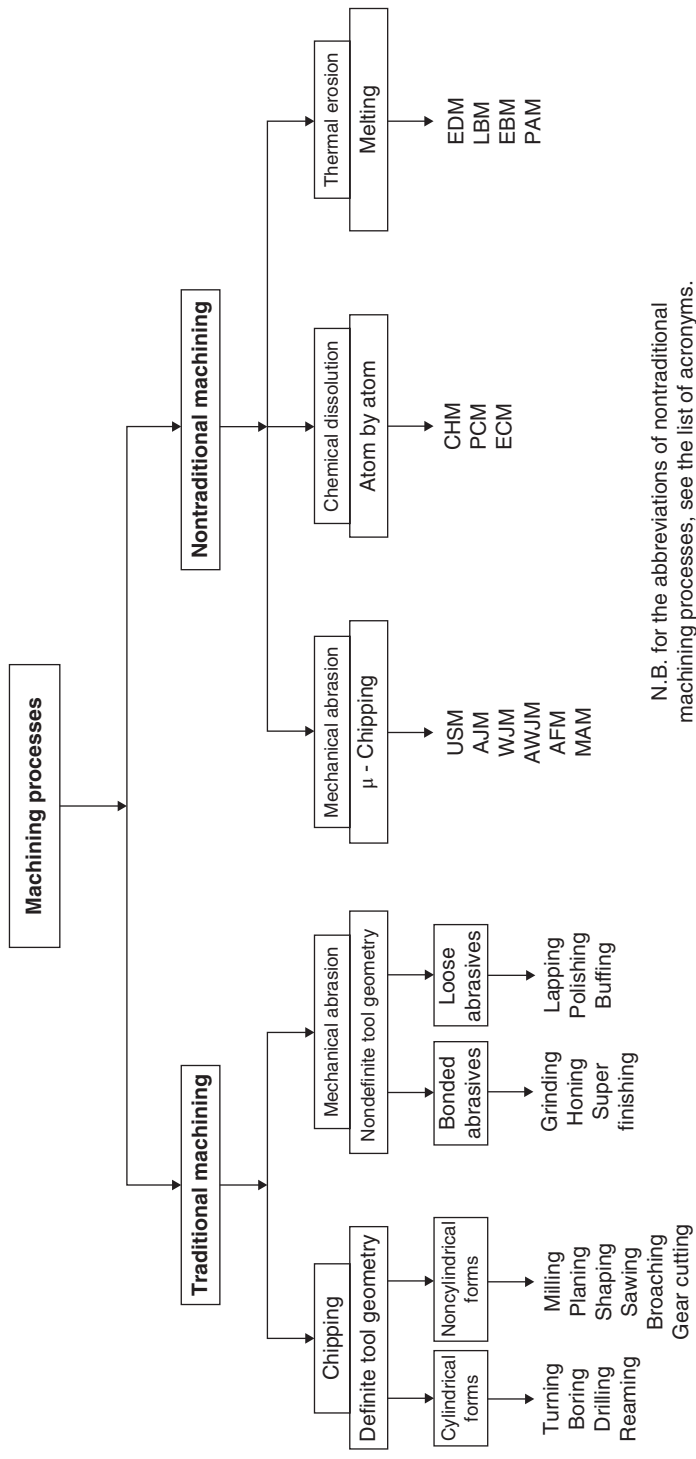 Machining processes
Traditional machining
Nontraditional machining
Chipping
Definite tool geometry
Mechanical abrasion
Nondefinite tool geometry
Mechanical abrasion
μ - Chipping
Chemical dissolution
Atom by atom
Thermal erosion
Melting
Cylindrical
forms
Noncylindrical
forms
Bonded
abrasives
Loose
abrasives
Turning
Boring
Drilling
Reaming
Milling
Planing
Shaping
Sawing
Broaching
Gear cutting
Grinding
Honing
Super
finishing
Lapping
Polishing
Buffing
USM
AJM
WJM
AWJM
AFM
MAM
CHM
PCM
ECM
EDM
LBM
EBM
PAM
N.B. for the abbreviations of nontraditional
machining processes, see the list of acronyms.